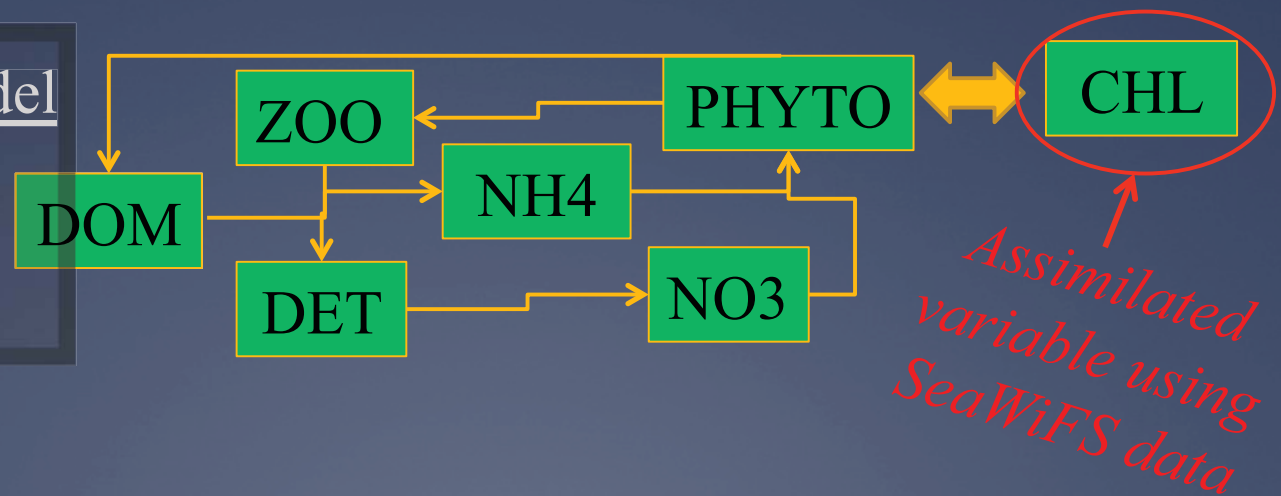 del
ZOO
PHYTO
CHL
NH4
DOM
DET
NO3
Assimilated
variable using
SeaWiFS data